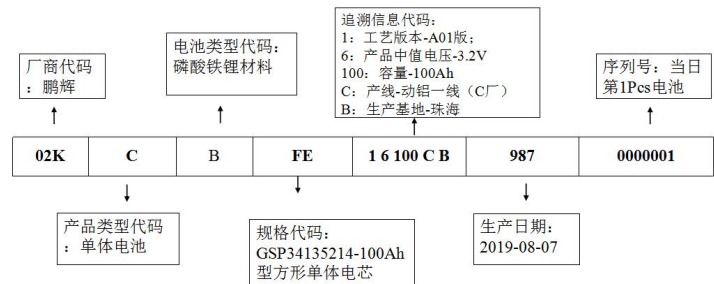 追溯信息代码：
1：工艺版本-A01版；
6：产品中值电压-3.2V
100：容量-100Ah
C：产线-动铝一线（C厂）
B：生产基地-珠海
电池类型代码：
磷酸铁锂材料
厂商代码
：鹏辉
序列号：当日
第1Pcs电池
02K C B FE 1 6 100 C B 987 0000001
产品类型代码
：单体电池
规格代码：
GSP34135214-100Ah
型方形单体电芯
生产日期：
2019-08-07